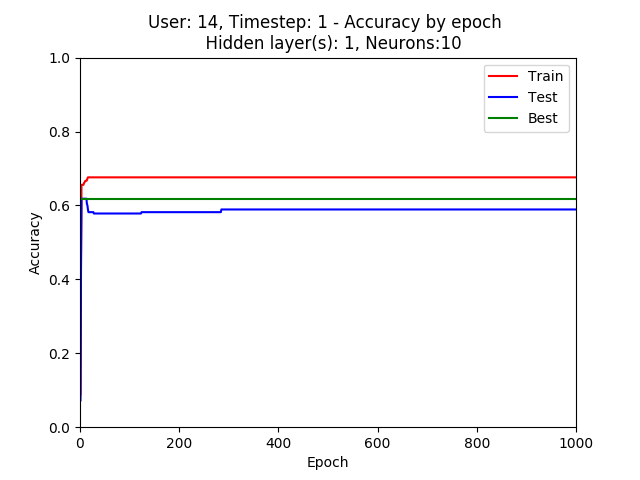 User: 14, Timestep: 1 - Accuracy by epoch
Hidden layer(s): 1, Neurons:10
1.0
0.8
0.6
0.4
0.2
0.0
Accuracy
Train
Test
Best
0
200
400
600
800
1000
Epoch